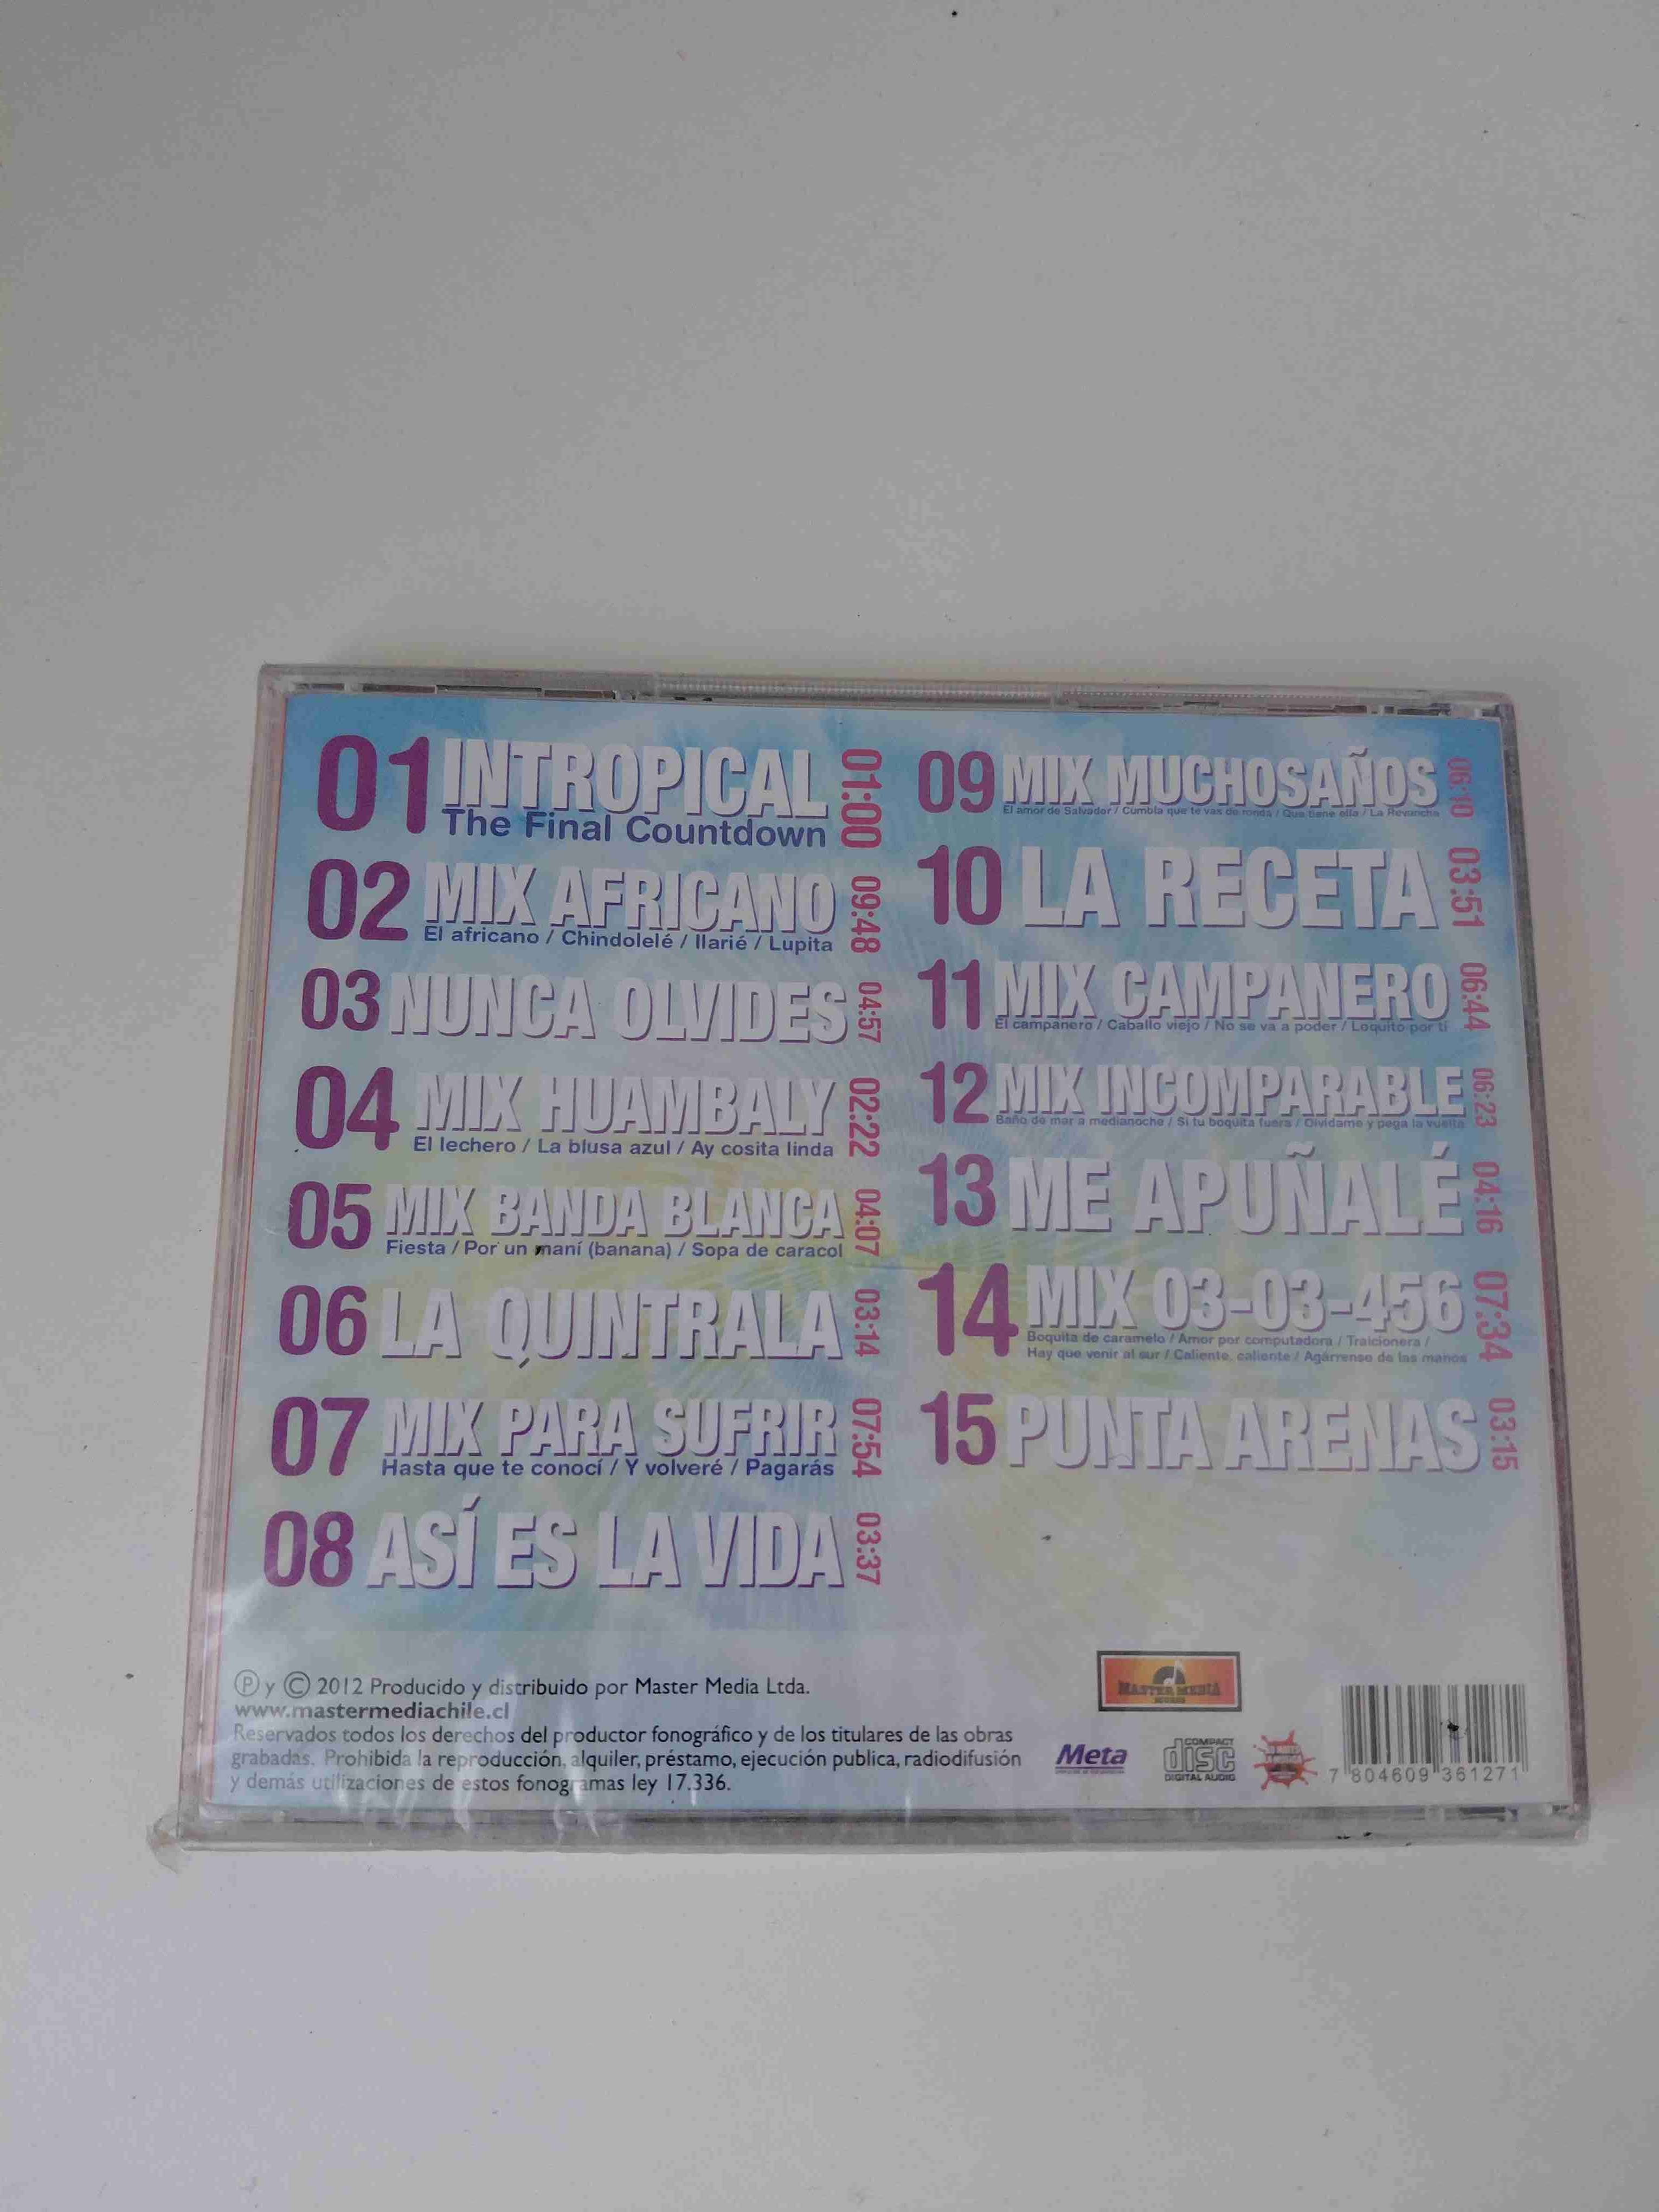 01 INTROPICAL 01:00
The Final Countdown
02 MIX AFRICANO 09:48
El africano / Chindolelé / Ilarié / Lupita
03 NUNCA OLVIDES 04:57
04 MIX HUAMBALY 02:22
El lechero / La blusa azul / Ay cosita linda
05 MIX BANDA BLANCA 04:07
Fiesta / Por un maní (banana) / Sopa de caracol
06 LA QUINTRALA 03:14
07 MIX PARA SUFRIR 07:54
Hasta que te conocí / Y volveré / Pagarás
08 ASÍ ES LA VIDA 03:37
09 MIX MUCHOSAÑOS 06:10
El amor de Salvador / Cumbia que te vas de ronda / Que tiene ella / La Revancha
10 LA RECETA 03:51
11 MIX CAMPANERO 06:44
El campanero / Caballo viejo / No se va a poder / Loquito por tí
12 MIX INCOMPARABLE 06:23
Baño de mar a medianoche / Si tu boquita fuera / Olvídame y pega la vuelta
13 ME APUÑALÉ 04:16
14 MIX 03-03-456 07:34
Boquita de caramelo / Amor por computadora / Traicionera /
Hay que venir al sur / Caliente, caliente / Agárrense de las manos
15 PUNTA ARENAS 03:15
Ⓟ y © 2012 Producido y distribuido por Master Media Ltda.
www.mastermediachile.cl
Reservados todos los derechos del productor fonográfico y de los titulares de las obras
grabadas. Prohibida la reproducción, alquiler, préstamo, ejecución publica, radiodifusión
y demás utilizaciones de estos fonogramas ley 17.336.
MASTER MEDIA
Meta
COMPACT
disc
DIGITAL AUDIO
7 804609 361271